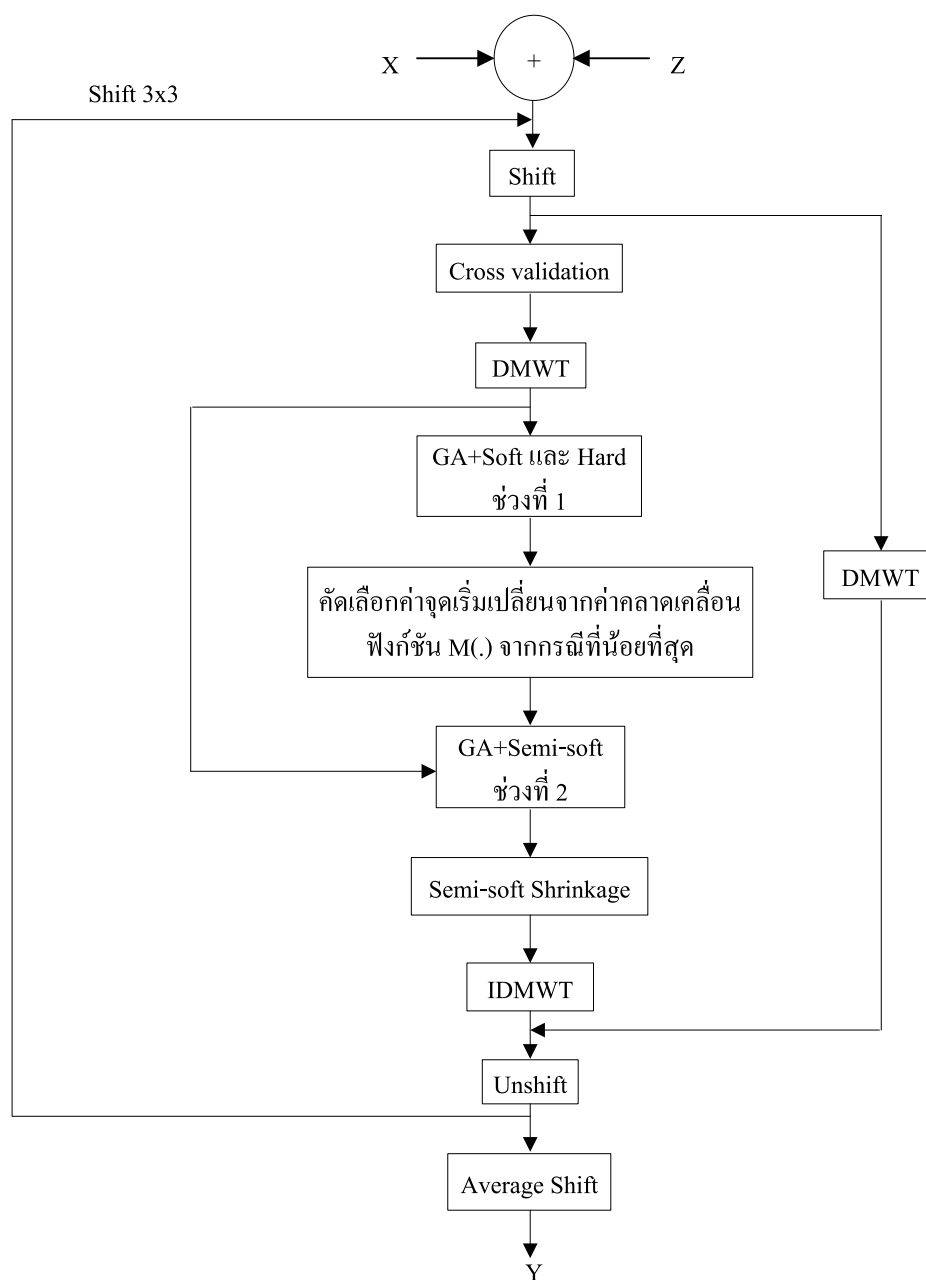 +
X
Z
Shift 3x3
Shift
Cross validation
DMWT
GA+Soft และ Hard
ช่วงที่ 1
DMWT
คัดเลือกค่าจุดเริ่มเปลี่ยนจากค่าคลาดเคลื่อน
ฟังก์ชัน M(.) จากกรณีที่น้อยที่สุด
GA+Semi-soft
ช่วงที่ 2
Semi-soft Shrinkage
IDMWT
Unshift
Average Shift
Y